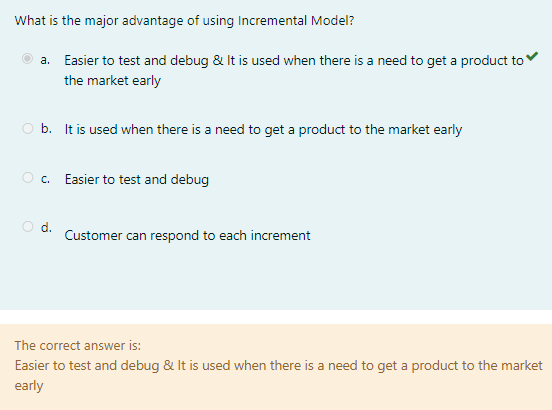 What is the major advantage of using Incremental Model?
a. Easier to test and debug & It is used when there is a need to get a product to
the market early
b. It is used when there is a need to get a product to the market early
c. Easier to test and debug
d. Customer can respond to each increment
The correct answer is:
Easier to test and debug & It is used when there is a need to get a product to the market
early